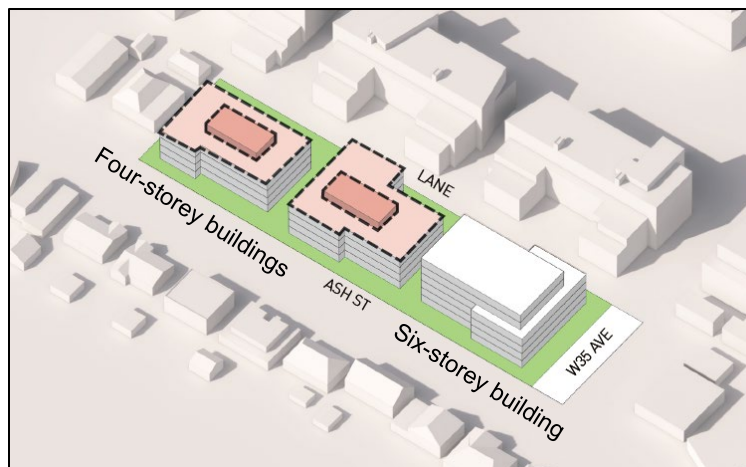 Four-storey buildings
LANE
ASH ST
Six-storey building
W35 AVE